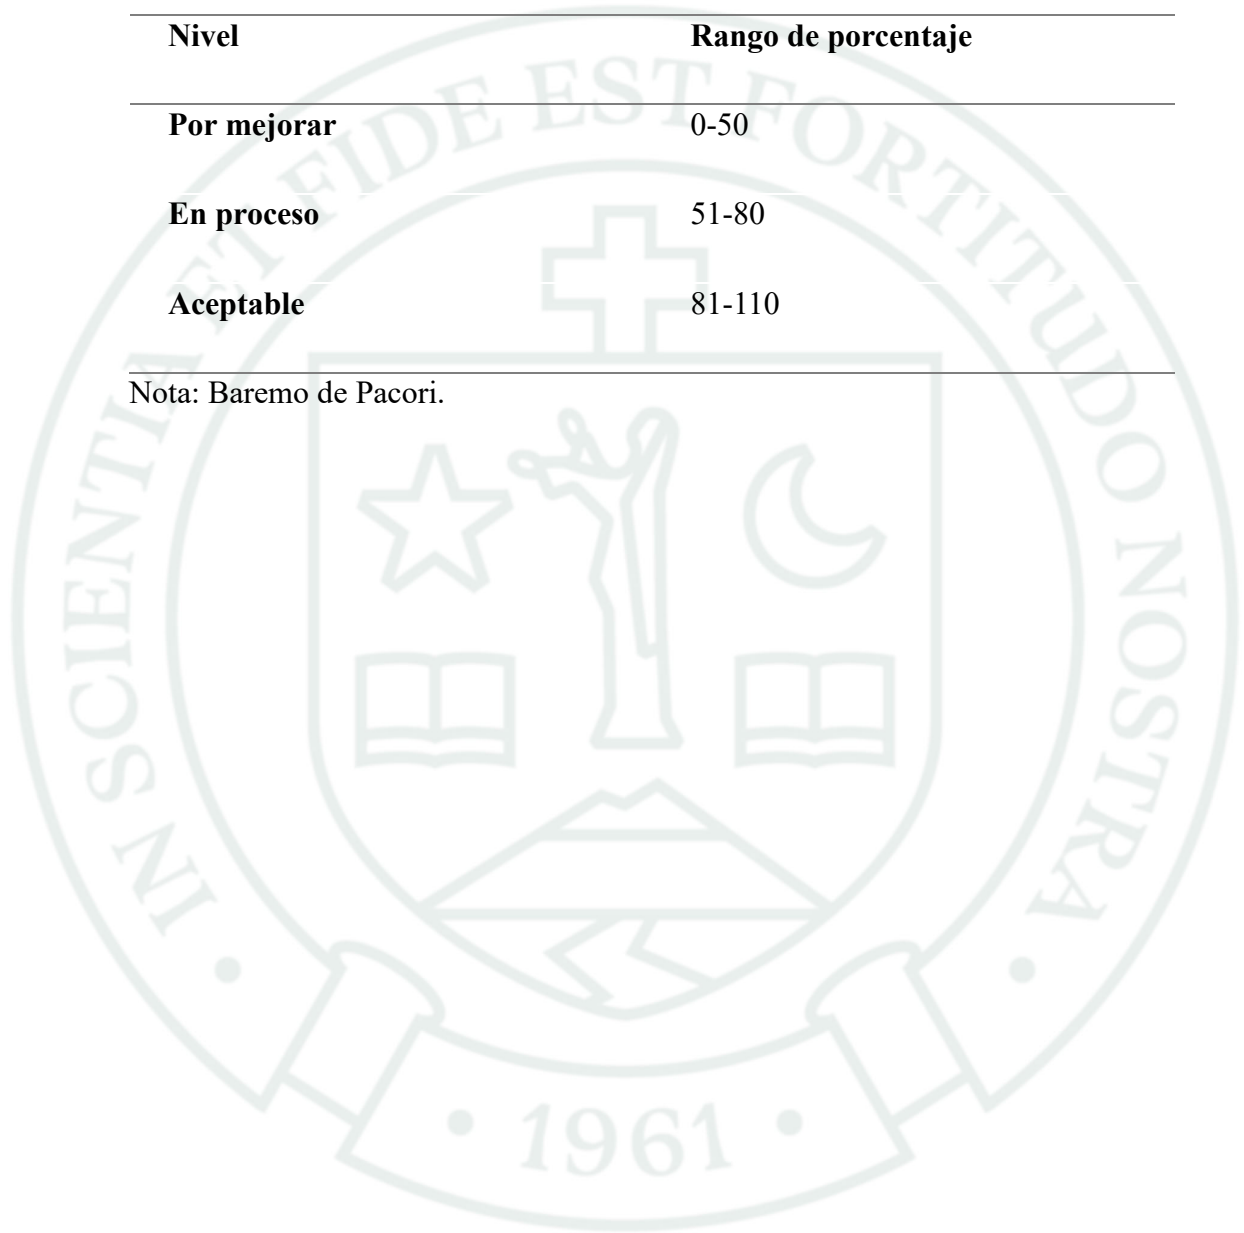 Nivel Rango de porcentaje
Por mejorar 0-50
En proceso 51-80
Aceptable 81-110
Nota: Baremo de Pacori.
IN SCIENTIA ET FIDE EST FORTITUDO NOSTRA
• 1961 •